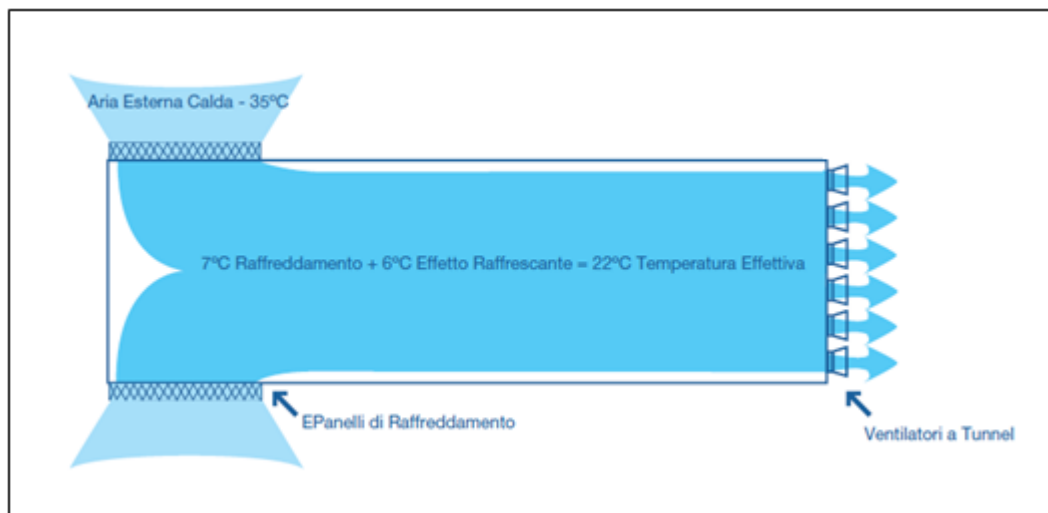 Aria Esterna Calda - 35ºC
7ºC Raffreddamento + 6ºC Effetto Raffrescante = 22ºC Temperatura Effettiva
EPanelli di Raffreddamento
Ventilatori a Tunnel